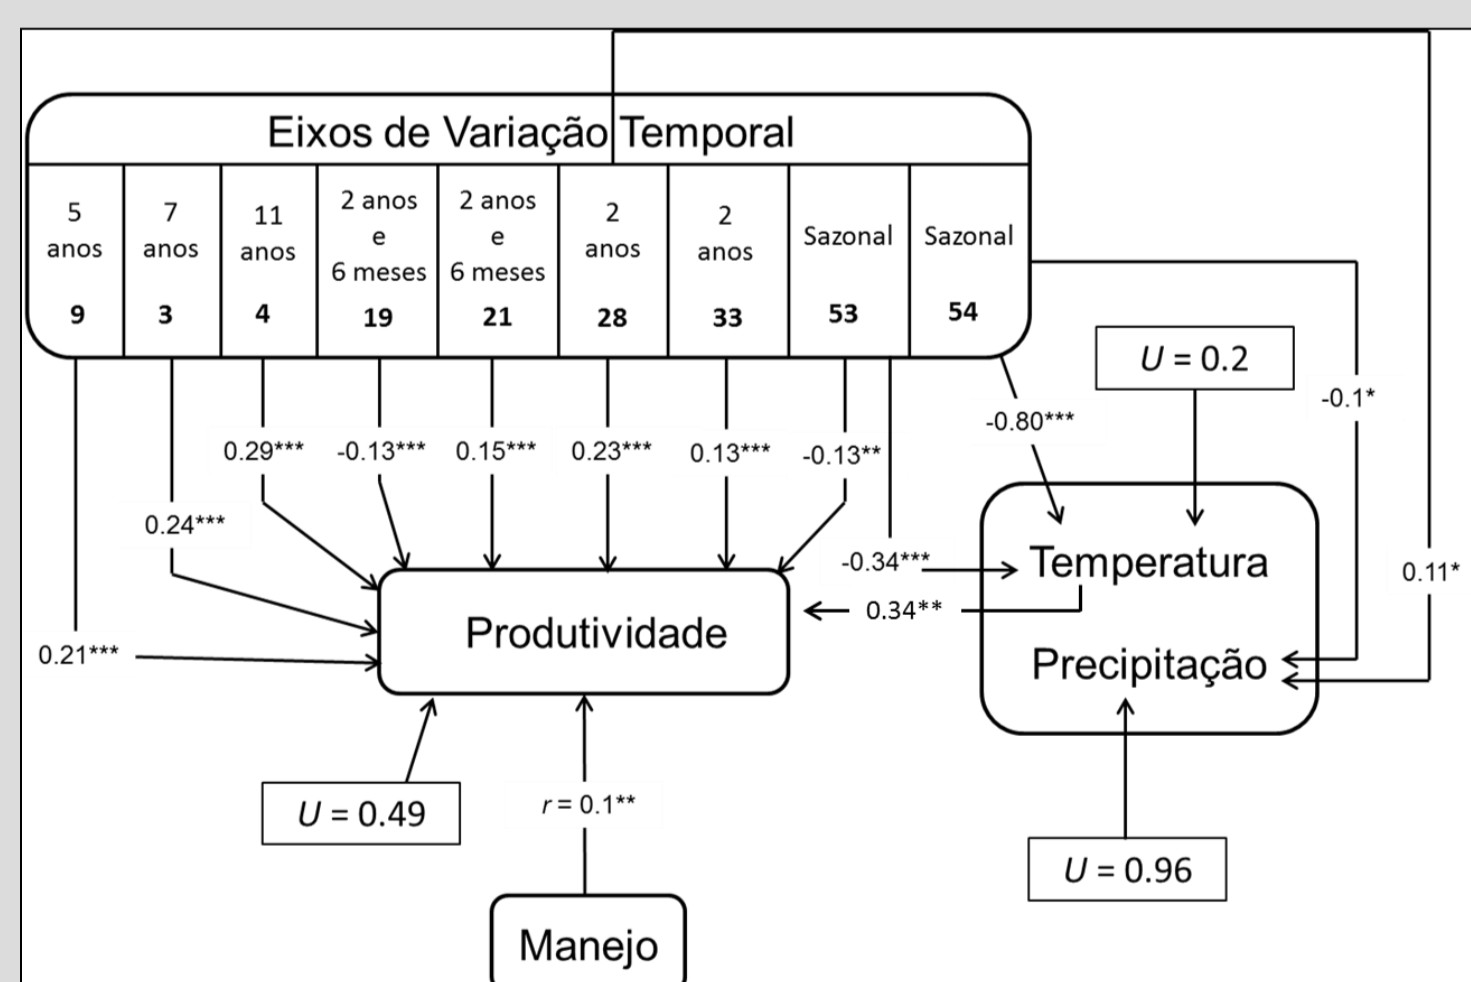 Eixos de Variação Temporal
5
anos
9
7
anos
3
11
anos
4
2 anos
e
6 meses
19
2 anos
e
6 meses
21
2
anos
28
2
anos
33
Sazonal
53
Sazonal
54
U = 0.2
-0.1*
-0.80***
0.29***
-0.13***
0.15***
0.23***
0.13***
-0.13**
0.24***
-0.34***
Temperatura
0.11*
0.34**
Produtividade
0.21***
Precipitação
U = 0.49
r = 0.1**
U = 0.96
Manejo